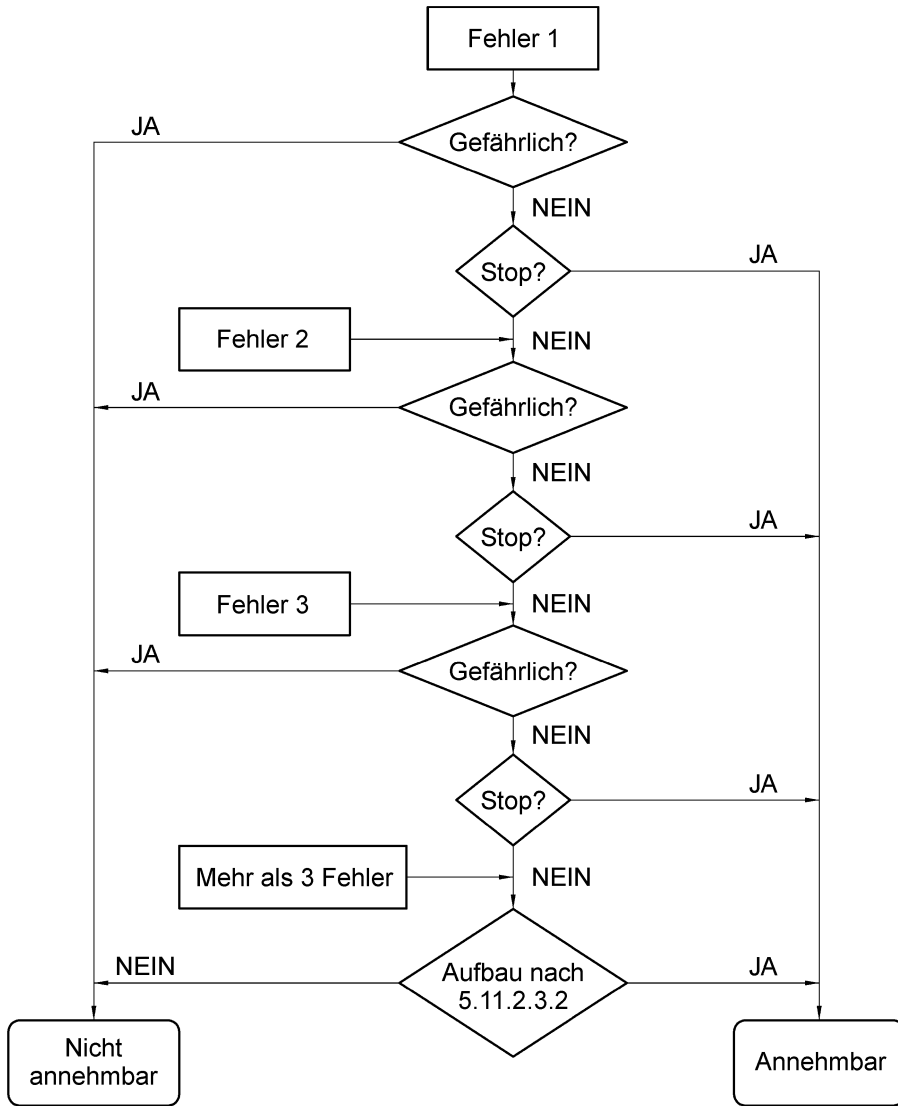 Fehler 1
JA
Gefährlich?
NEIN
Stop?
JA
Fehler 2
NEIN
JA
Gefährlich?
NEIN
Stop?
JA
Fehler 3
NEIN
JA
Gefährlich?
NEIN
Stop?
JA
Mehr als 3 Fehler
NEIN
NEIN
Aufbau nach
5.11.2.3.2
JA
Nicht
annehmbar
Annehmbar